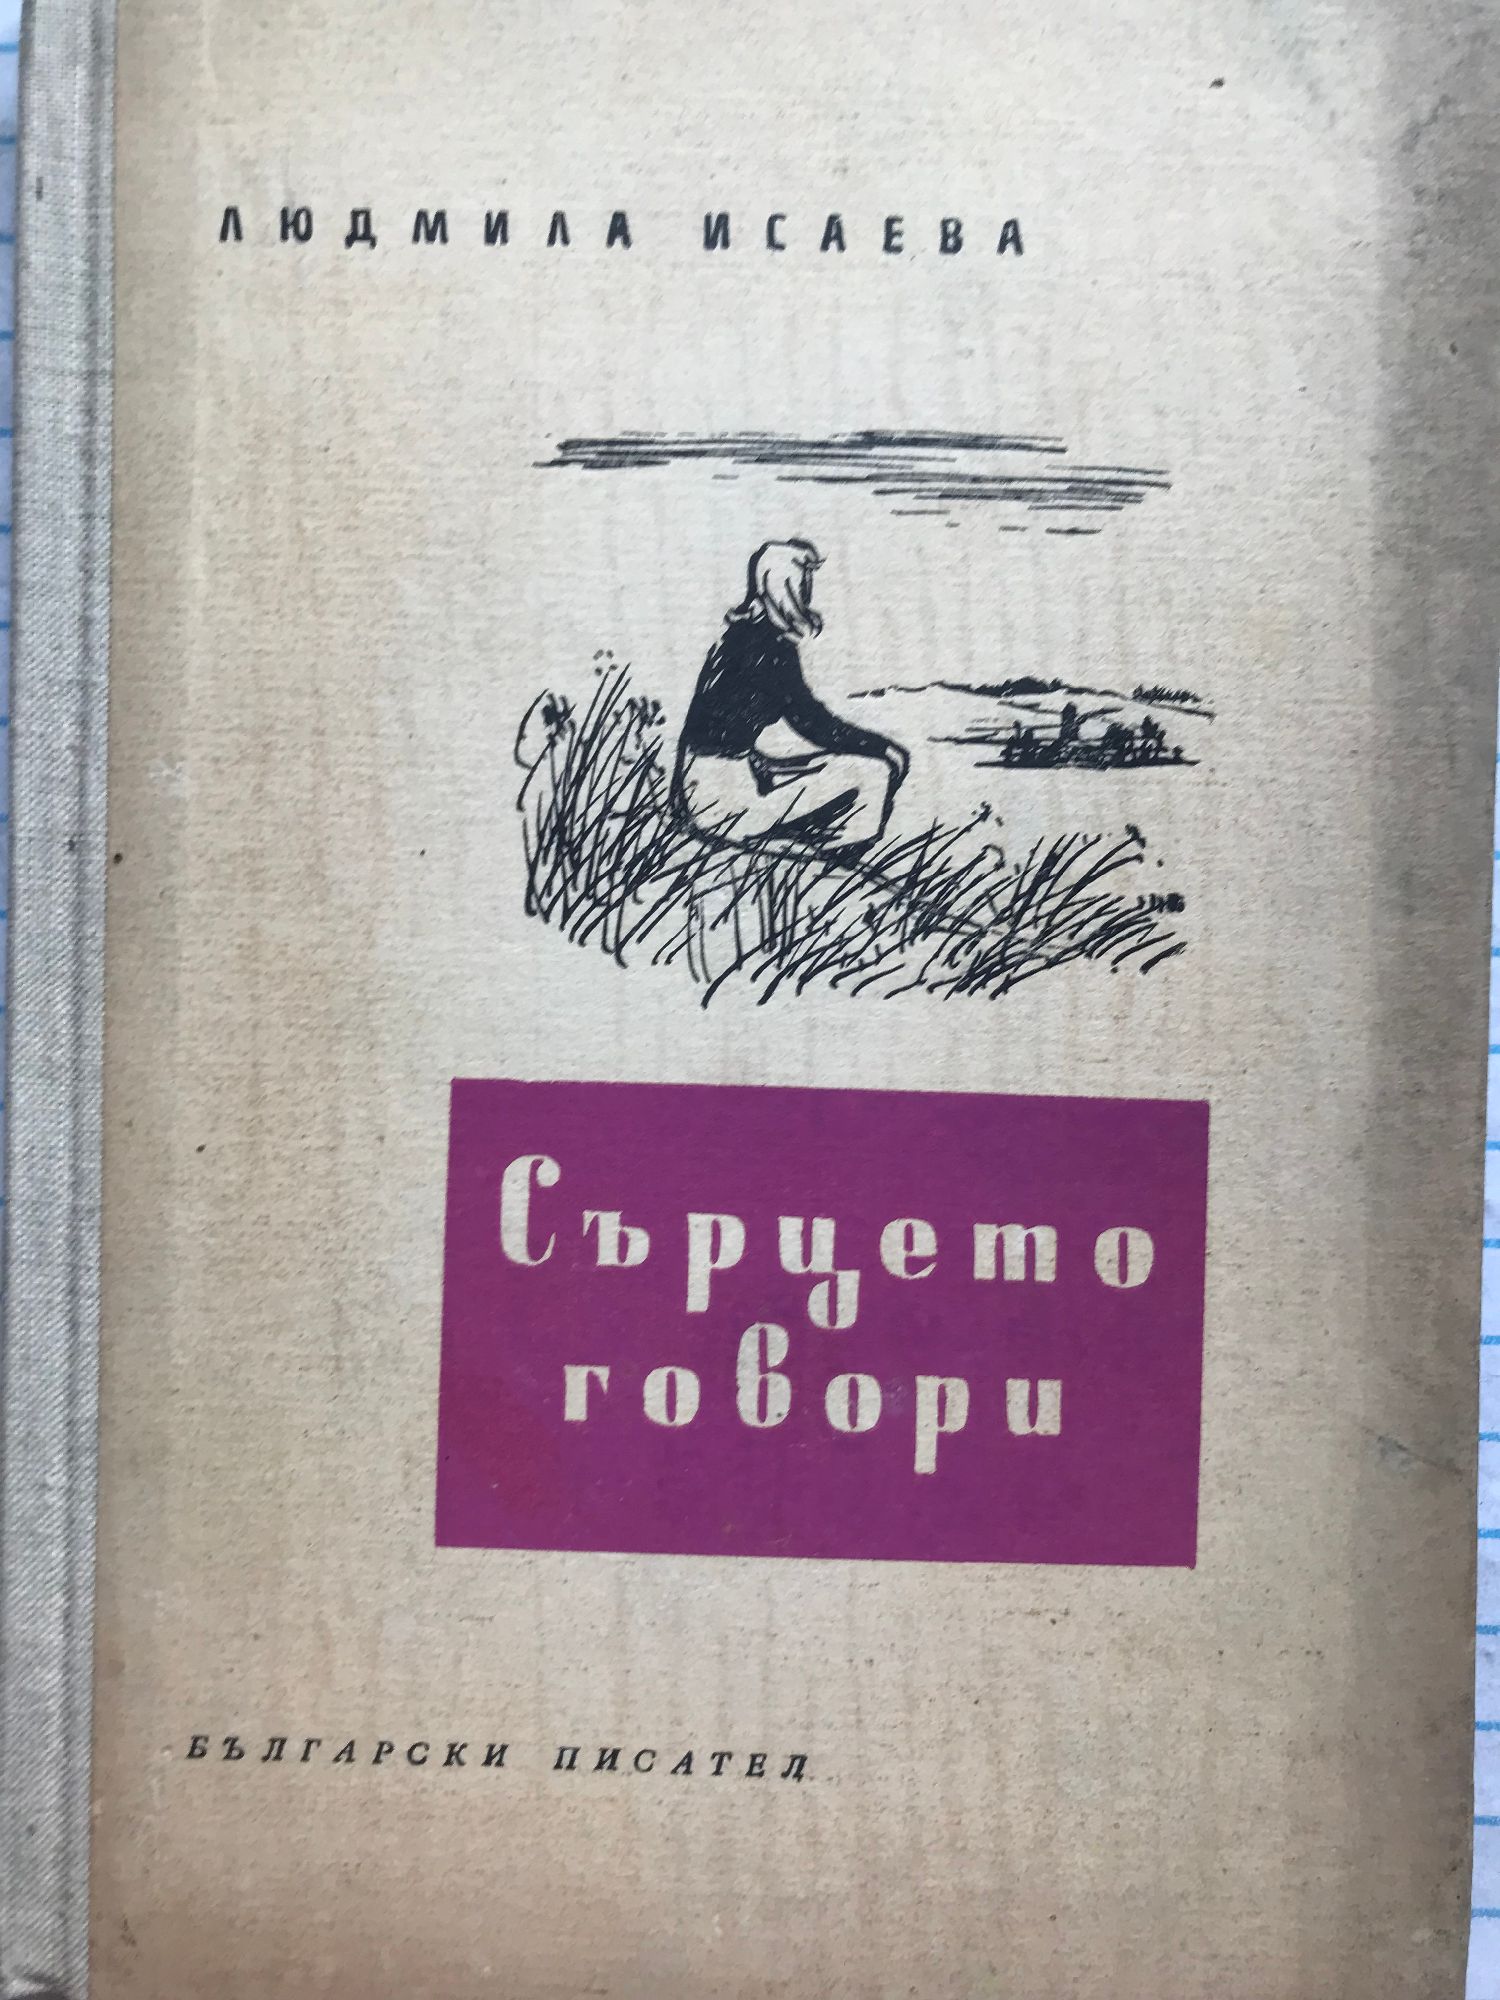 ЛЮДМИЛА ИСАЕВА
Сърцето
говори
БЪЛГАРСКИ ПИСАТЕЛ